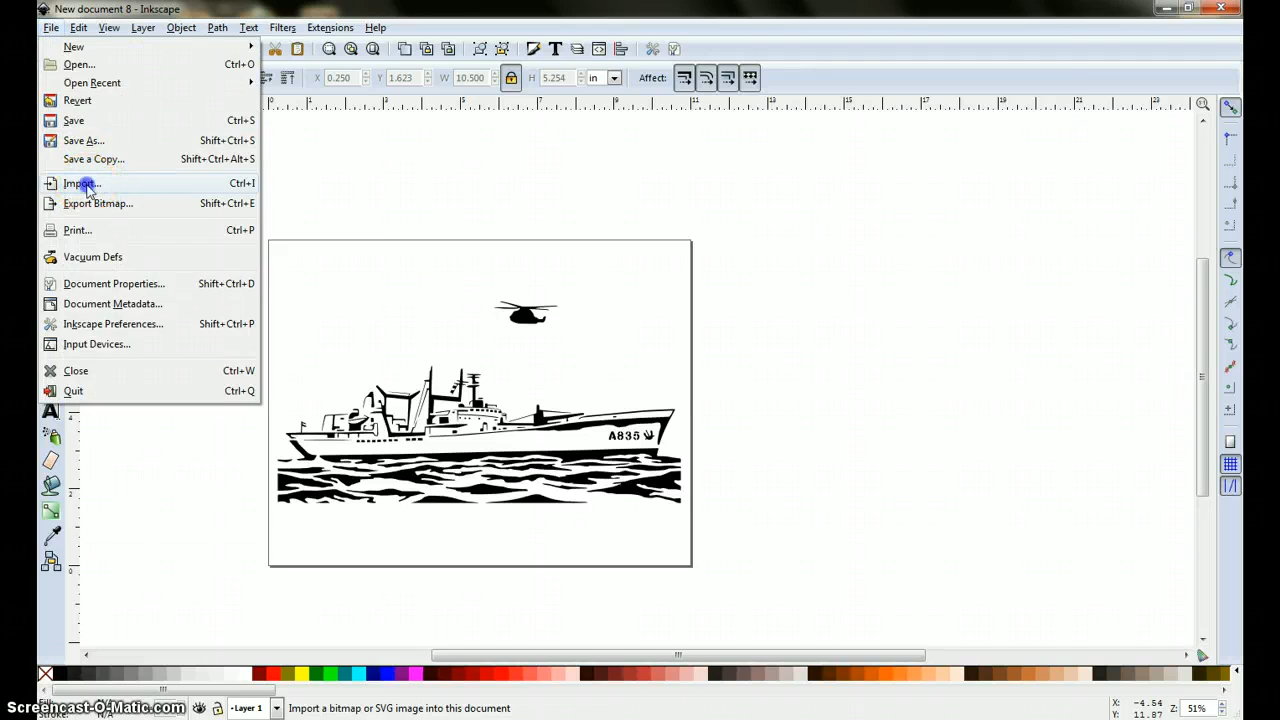 New document 8 - Inkscape
File Edit View Layer Object Path Text Filters Extensions Help
New
Open... Ctrl+O
Open Recent
Revert
Save Ctrl+S
Save As... Shift+Ctrl+S
Save a Copy... Shift+Ctrl+Alt+S
Import... Ctrl+I
Export Bitmap... Shift+Ctrl+E
Print... Ctrl+P
Vacuum Defs
Document Properties... Shift+Ctrl+D
Document Metadata...
Inkscape Preferences... Shift+Ctrl+P
Input Devices...
Close Ctrl+W
Quit Ctrl+Q
X 0.250 Y 1.623 W 10.500 H 5.254 in Affect:
A835
Layer 1 Import a bitmap or SVG image into this document
X: -4.54
Y: 11.87
Z: 51%
Screencast-O-Matic.com